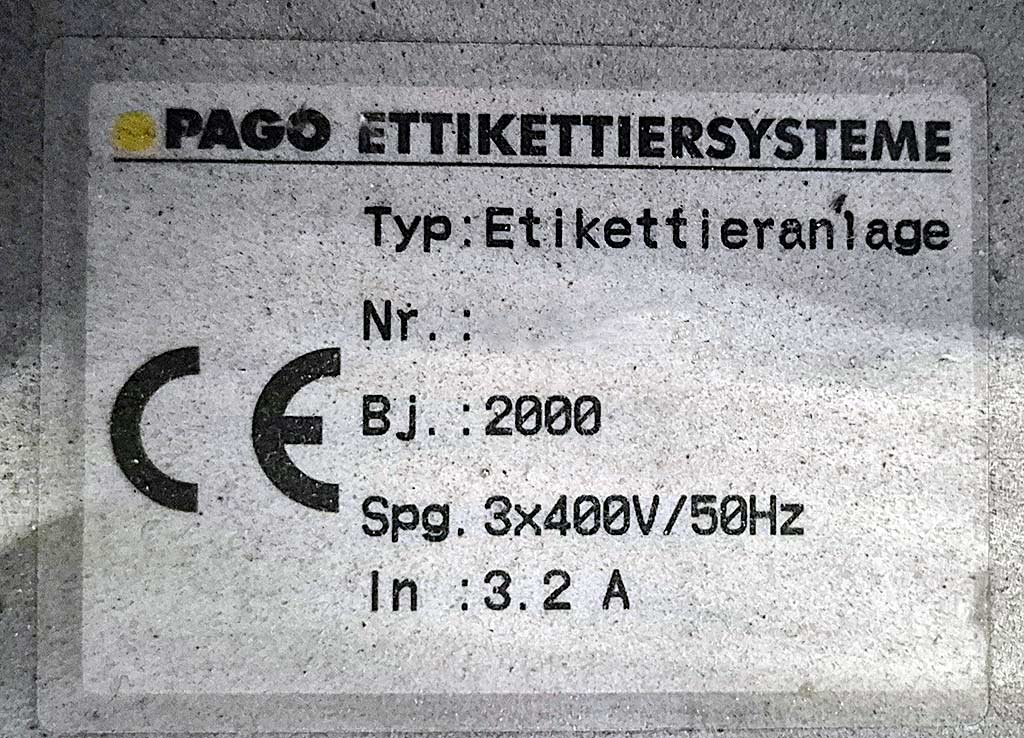 PAGO ETTIKETTIERSYSTEME
Typ:Etikettieranlage
Nr.:
CE
Bj.:2000
Spg. 3x400V/50Hz
In :3.2 A